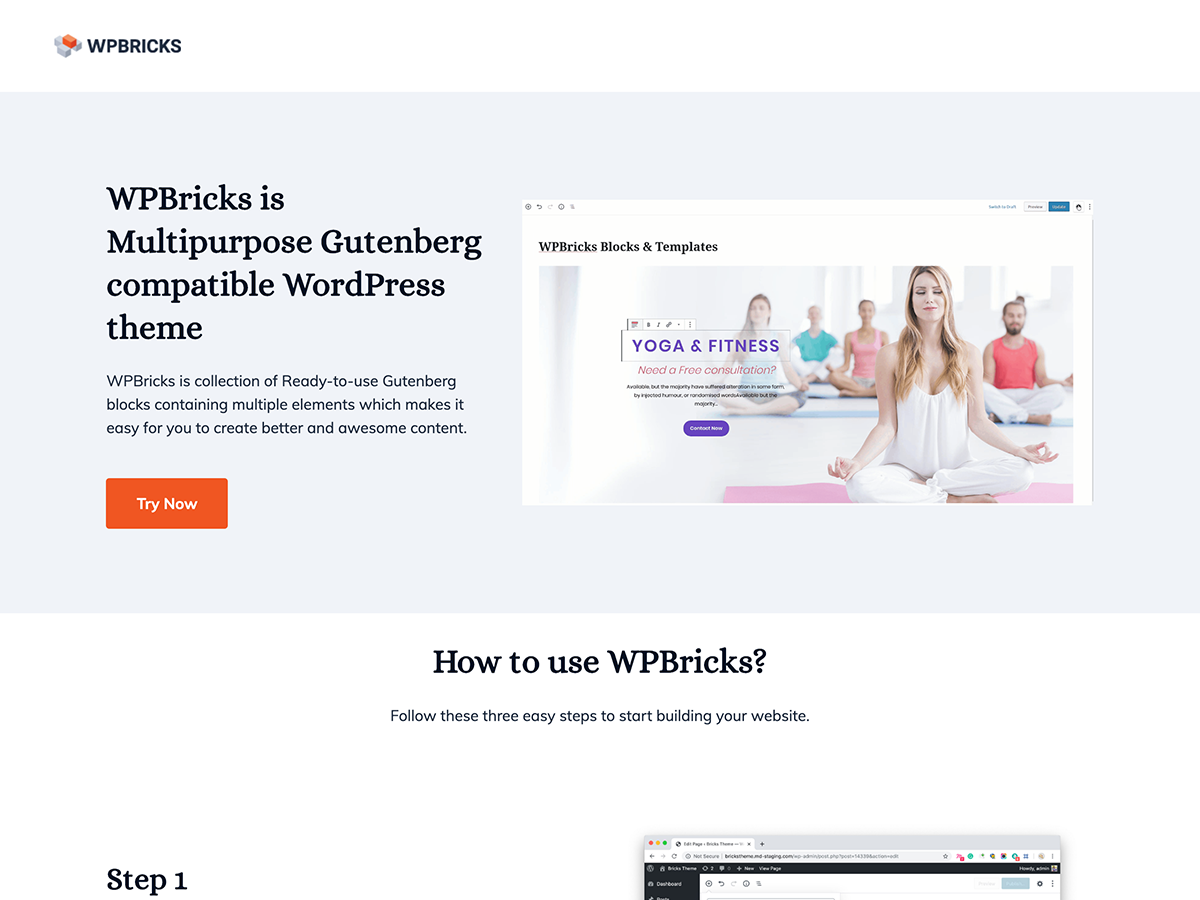 WPBRICKS
WPBricks is
Multipurpose Gutenberg
compatible WordPress
theme
WPBricks is collection of Ready-to-use Gutenberg
blocks containing multiple elements which makes it
easy for you to create better and awesome content.
Try Now
Switch to Draft
Preview
Update
WPBricks Blocks & Templates
B I
YOGA & FITNESS
Need a Free consultation?
Available, but the majority have suffered alteration in some form,
by injected humour, or randomised wordsAvailable but the
majority...
Contact Now
How to use WPBricks?
Follow these three easy steps to start building your website.
Step 1
Edit Page ‹ Bricks Theme
Not Secure | brickstheme.md-staging.com/wp-admin/post.php?post=14339&action=edit
Bricks Theme 2 0 New View Page Howdy, admin
Dashboard
Posts